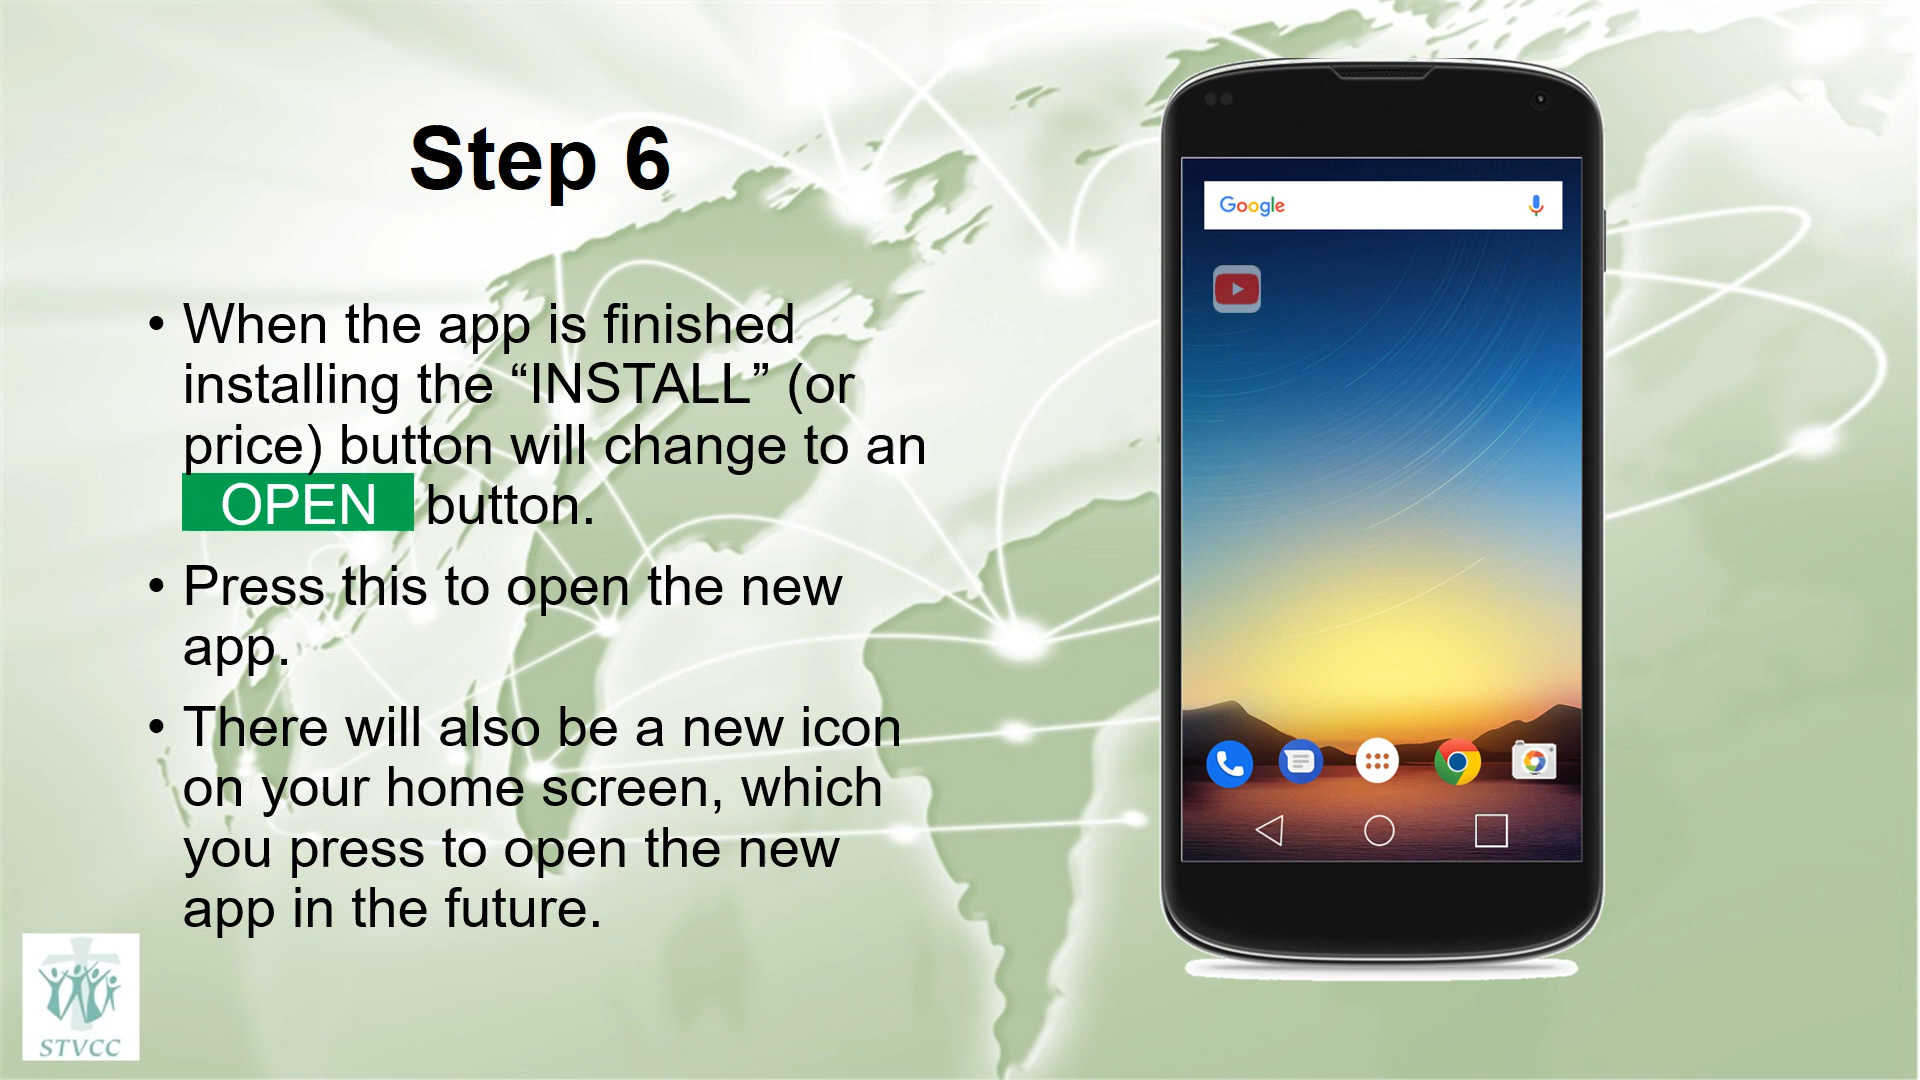 Step 6
• When the app is finished
installing the “INSTALL” (or
price) button will change to an
OPEN button.
• Press this to open the new
app.
• There will also be a new icon
on your home screen, which
you press to open the new
app in the future.
Google
STVCC